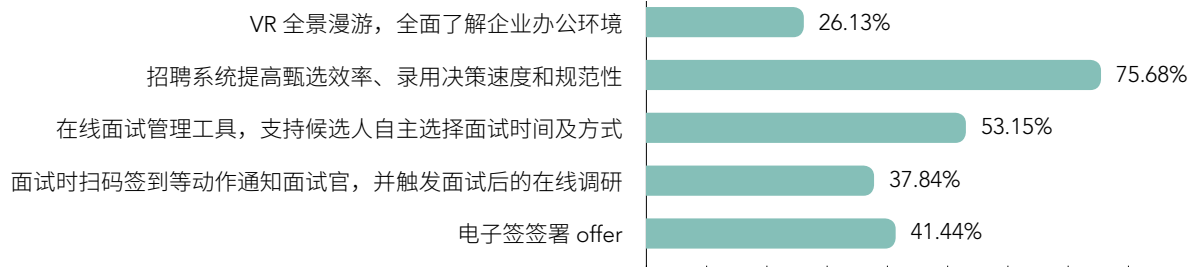 VR 全景漫游，全面了解企业办公环境 26.13%
招聘系统提高甄选效率、录用决策速度和规范性 75.68%
在线面试管理工具，支持候选人自主选择面试时间及方式 53.15%
面试时扫码签到等动作通知面试官，并触发面试后的在线调研 37.84%
电子签签署 offer 41.44%